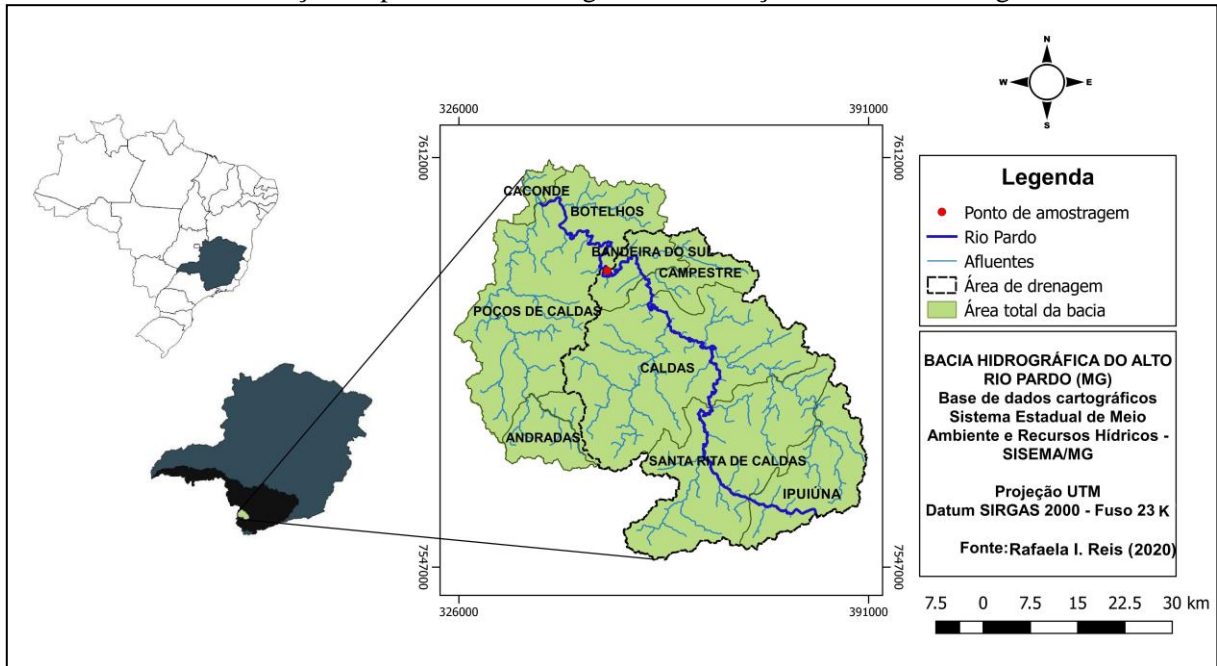 N
W E
S
326000 391000
7612000 7612000
CACONDE
BOTELHOS
BANDEIRA DO SUL
CAMPESTRE
POÇOS DE CALDAS
CALDAS
ANDRADAS
SANTA RITA DE CALDAS
IPUIÚNA
7547000 7547000
326000 391000
Legenda
Ponto de amostragem
Rio Pardo
Afluentes
Área de drenagem
Área total da bacia
BACIA HIDROGRÁFICA DO ALTO
RIO PARDO (MG)
Base de dados cartográficos
Sistema Estadual de Meio
Ambiente e Recursos Hídricos -
SISEMA/MG
Projeção UTM
Datum SIRGAS 2000 - Fuso 23 K
Fonte: Rafaela I. Reis (2020)
7.5 0 7.5 15 22.5 30 km